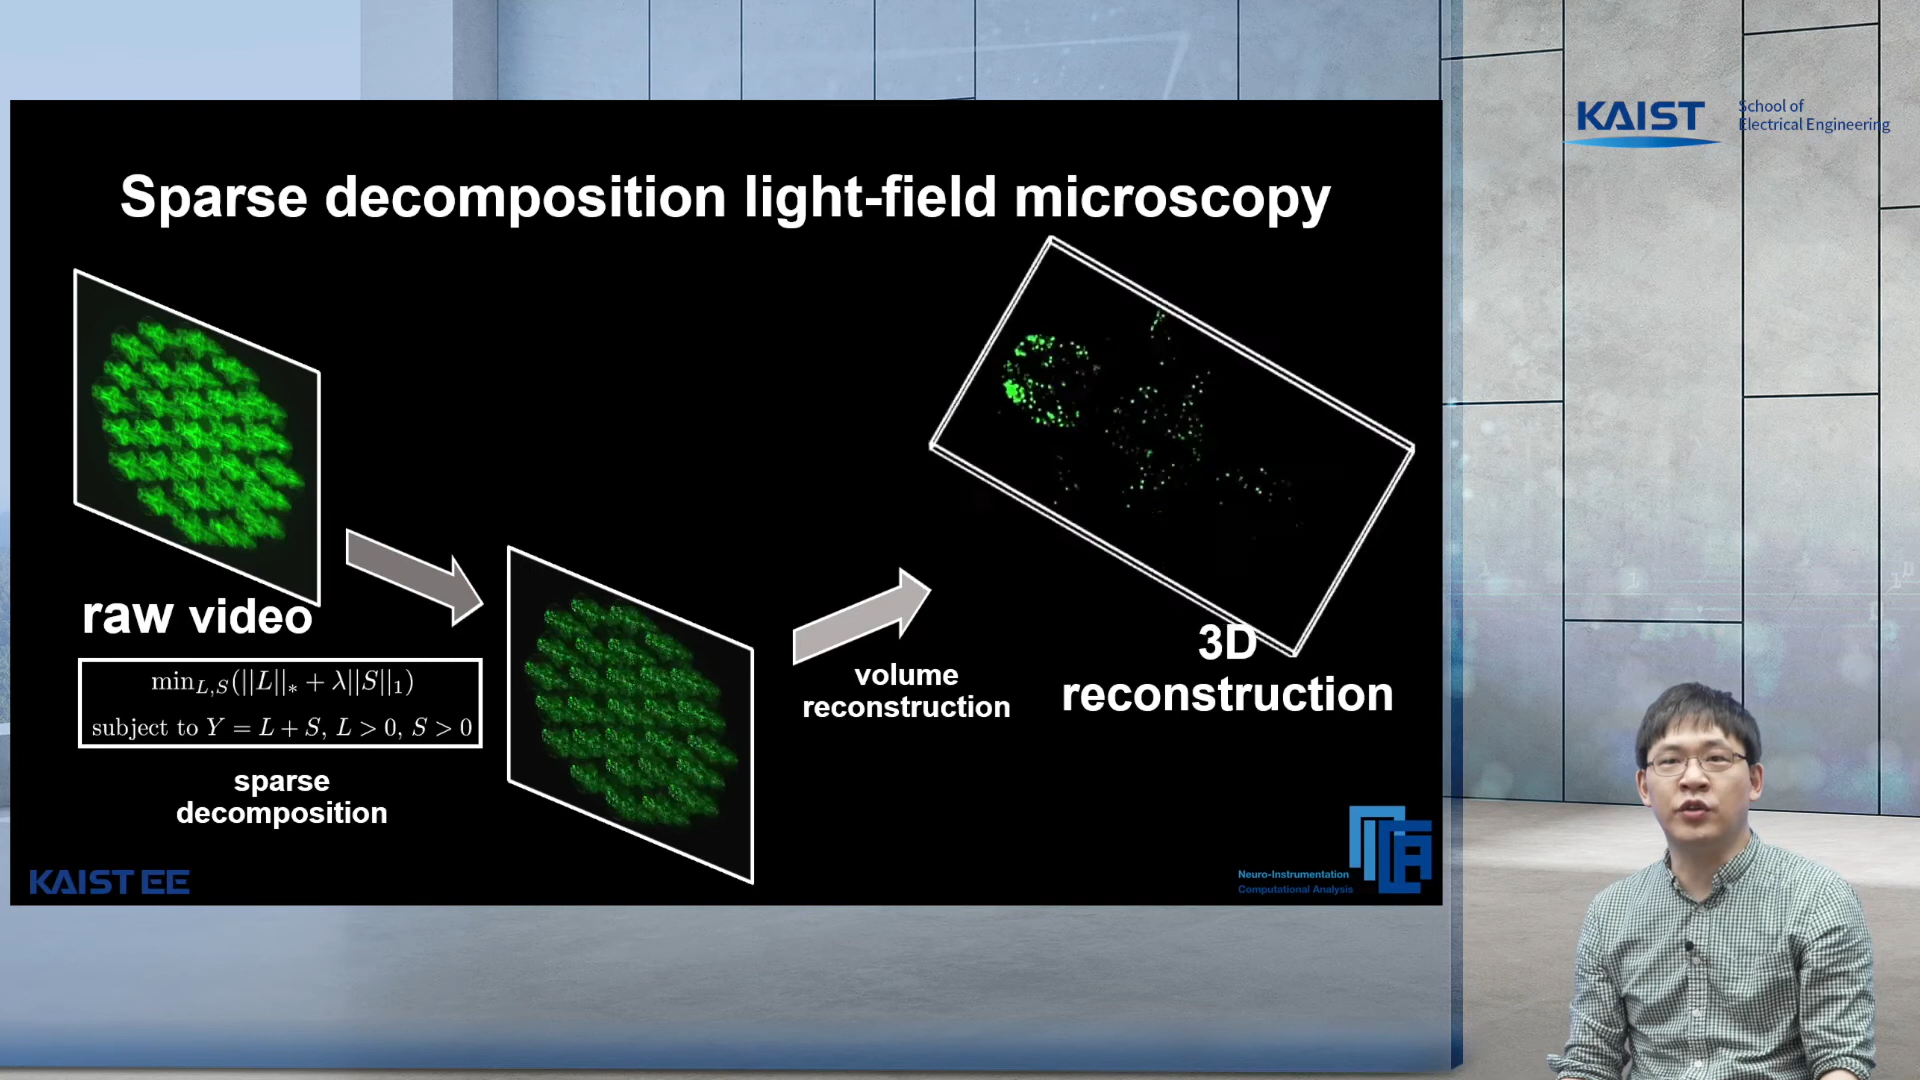 KAIST
School of
Electrical Engineering
Sparse decomposition light-field microscopy
raw video
min_{L,S}(||L||_* + λ||S||_1)
subject to Y = L + S, L > 0, S > 0
sparse
decomposition
volume
reconstruction
3D
reconstruction
KAIST EE
Neuro-Instrumentation
Computational Analysis